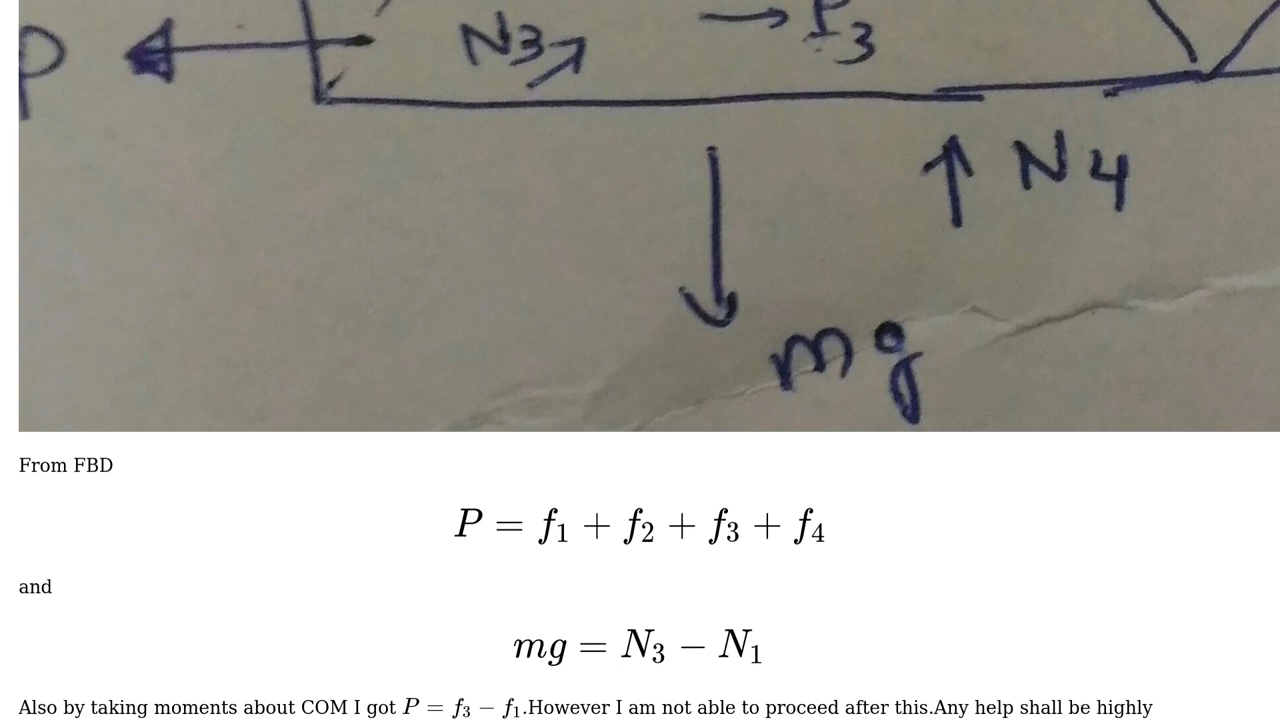 P N3 → f3
N4
mg
From FBD
P = f₁ + f₂ + f₃ + f₄
and
mg = N₃ − N₁
Also by taking moments about COM I got P = f₃ − f₁.However I am not able to proceed after this.Any help shall be highly